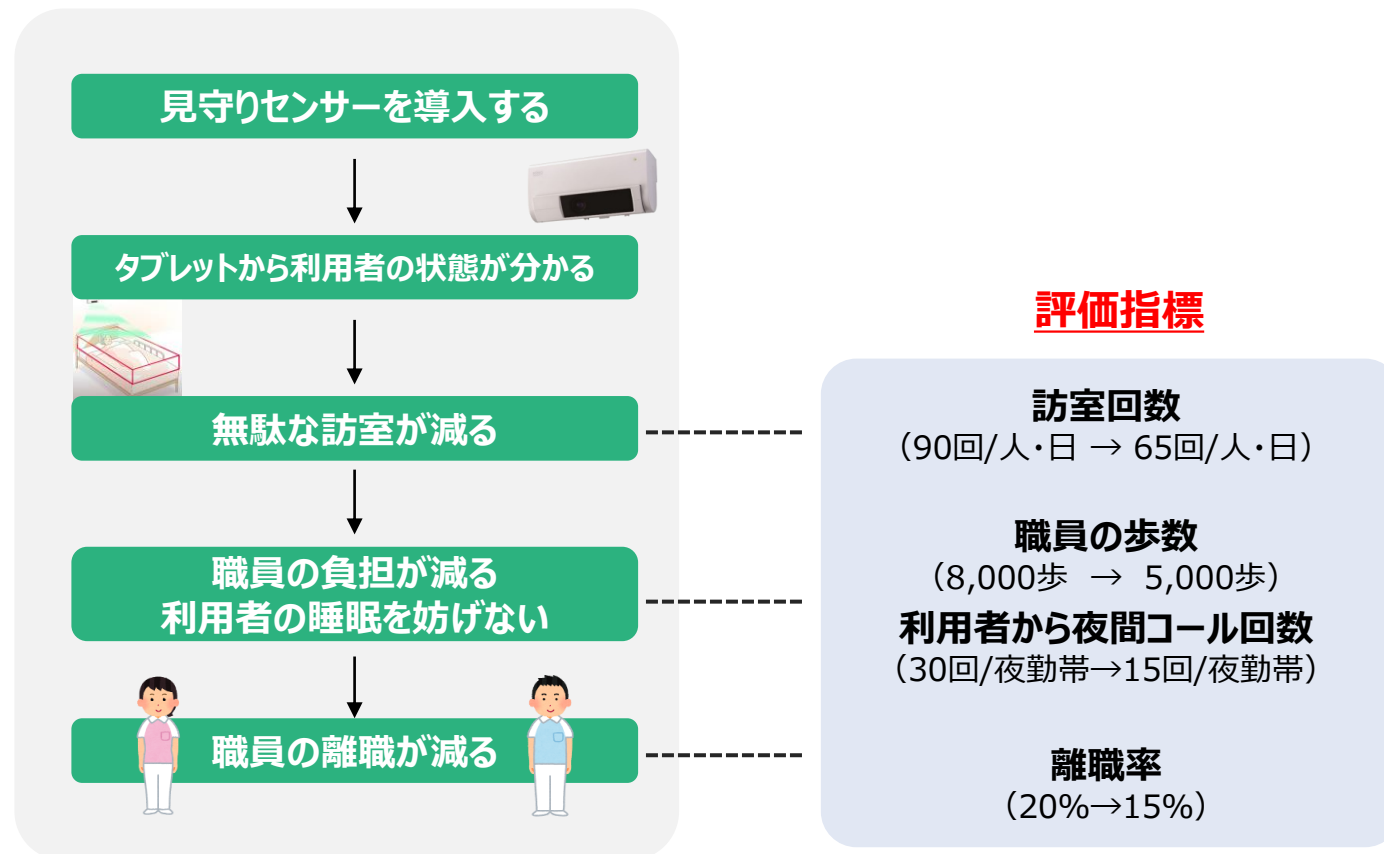 見守りセンサーを導入する
タブレットから利用者の状態が分かる
無駄な訪室が減る
職員の負担が減る
利用者の睡眠を妨げない
職員の離職が減る
評価指標
訪室回数
（90回/人・日 → 65回/人・日）
職員の歩数
（8,000歩 → 5,000歩）
利用者から夜間コール回数
（30回/夜勤帯→15回/夜勤帯）
離職率
（20%→15%）